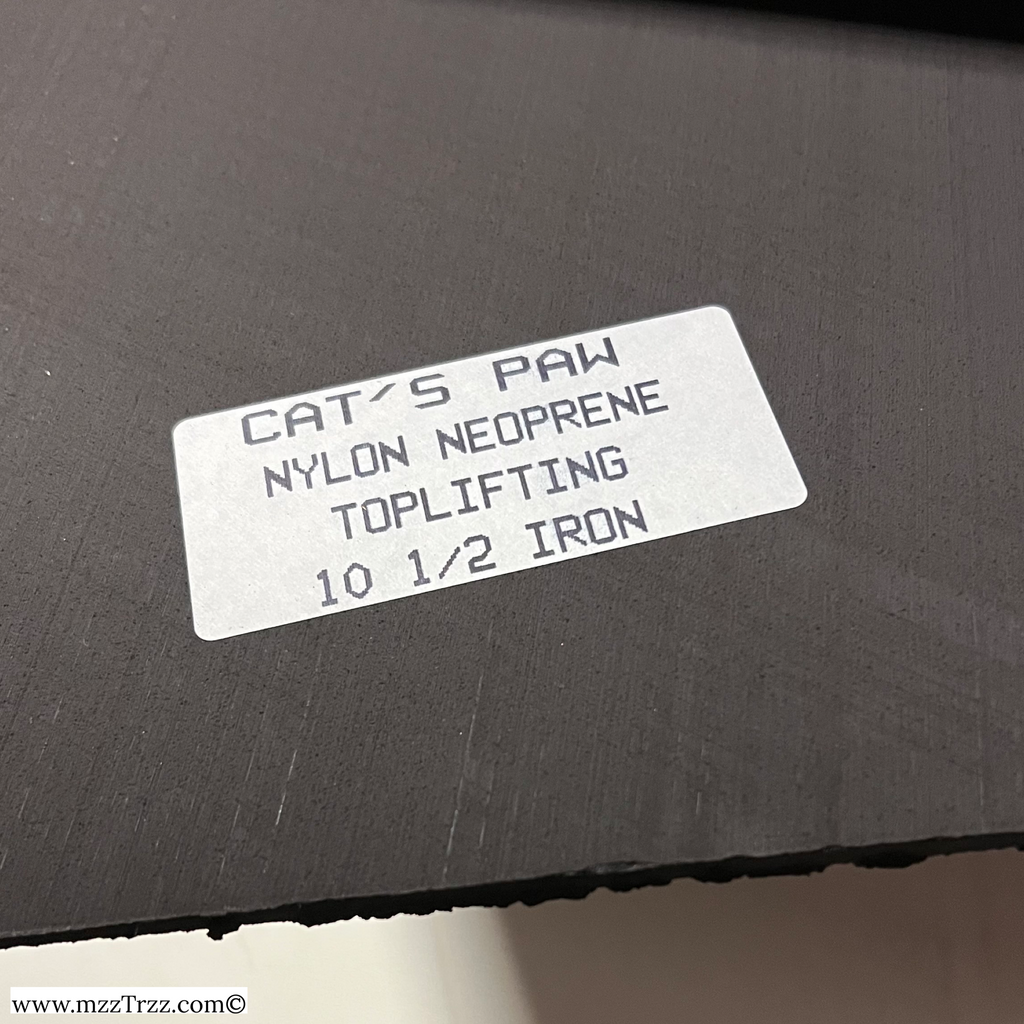 CAT'S PAW
NYLON NEOPRENE
TOPLIFTING
10 1/2 IRON
www.mzzTrzz.com©